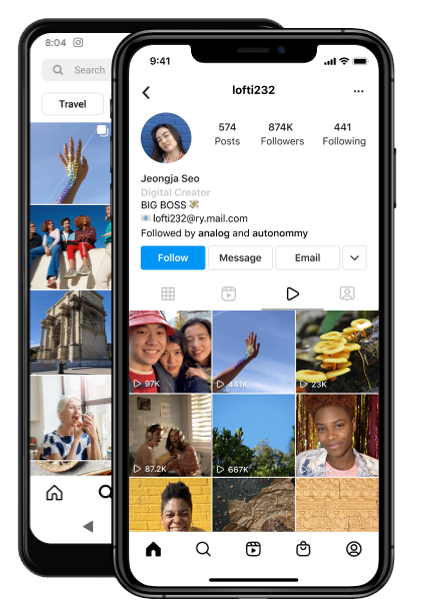 8:04
Search
Travel
9:41
lofti232
574
874K
441
Posts
Followers
Following
Jeongja Seo
Digital Creator
BIG BOSS
lofti232@ry.mail.com
Followed by analog and autonommy
Follow
Message
Email
97K
441K
23K
87.2K
667K